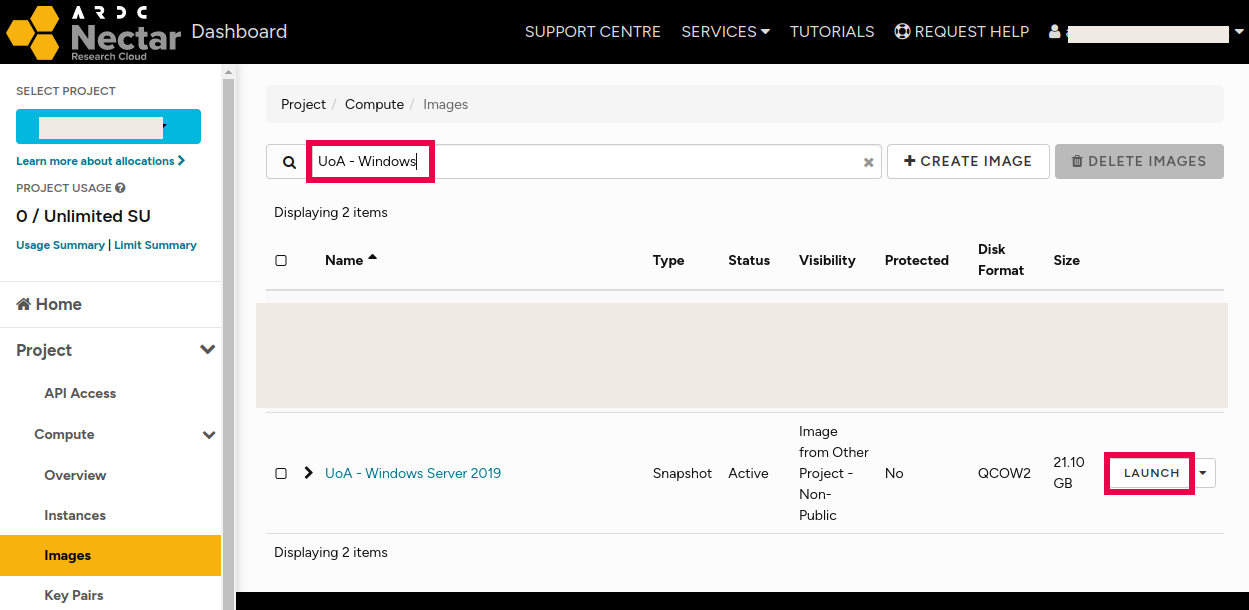 ARDC
Nectar
Research Cloud
Dashboard
SUPPORT CENTRE
SERVICES
TUTORIALS
REQUEST HELP
SELECT PROJECT
Learn more about allocations
PROJECT USAGE
0 / Unlimited SU
Usage Summary | Limit Summary
Home
Project
API Access
Compute
Overview
Instances
Images
Key Pairs
Project / Compute / Images
UoA - Windows
CREATE IMAGE
DELETE IMAGES
Displaying 2 items
Name
Type
Status
Visibility
Protected
Disk
Format
Size
UoA - Windows Server 2019
Snapshot
Active
Image
from Other
Project -
Non-
Public
No
QCOW2
21.10
GB
LAUNCH
Displaying 2 items